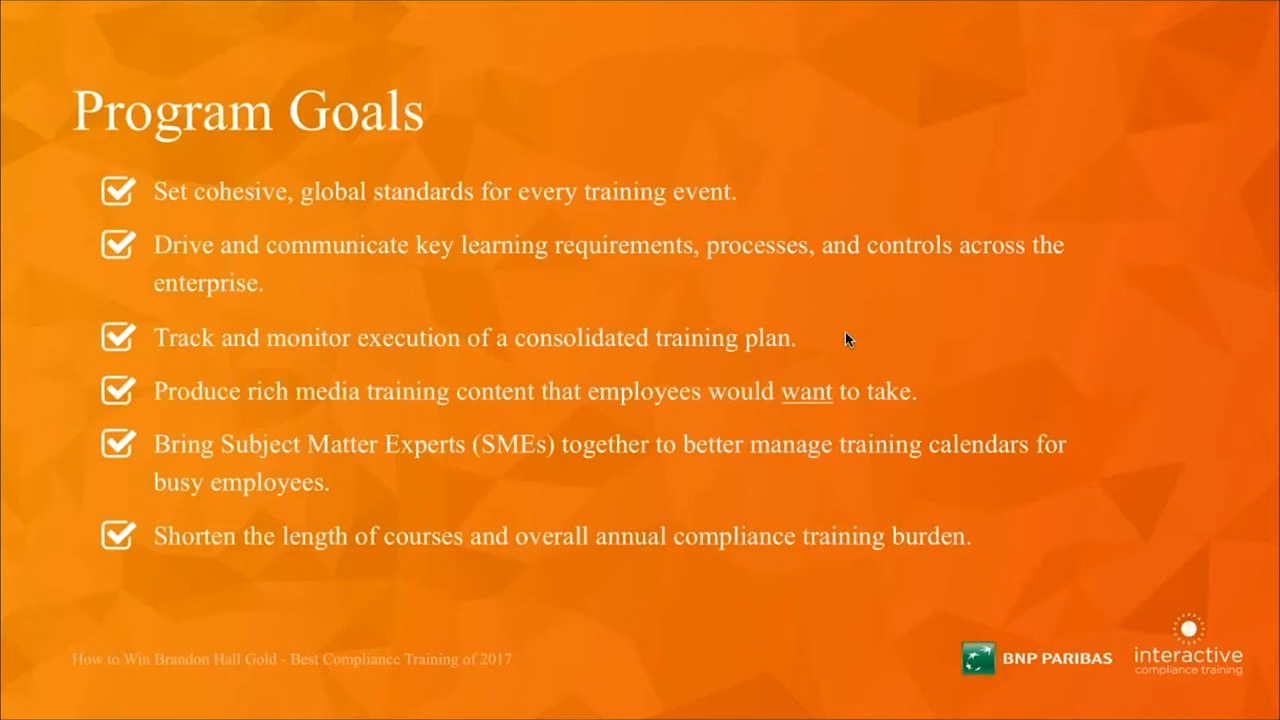 Program Goals
Set cohesive, global standards for every training event.
Drive and communicate key learning requirements, processes, and controls across the
enterprise.
Track and monitor execution of a consolidated training plan.
Produce rich media training content that employees would want to take.
Bring Subject Matter Experts (SMEs) together to better manage training calendars for
busy employees.
Shorten the length of courses and overall annual compliance training burden.
How to Win Brandon Hall Gold - Best Compliance Training of 2017
BNP PARIBAS
interactive
compliance training